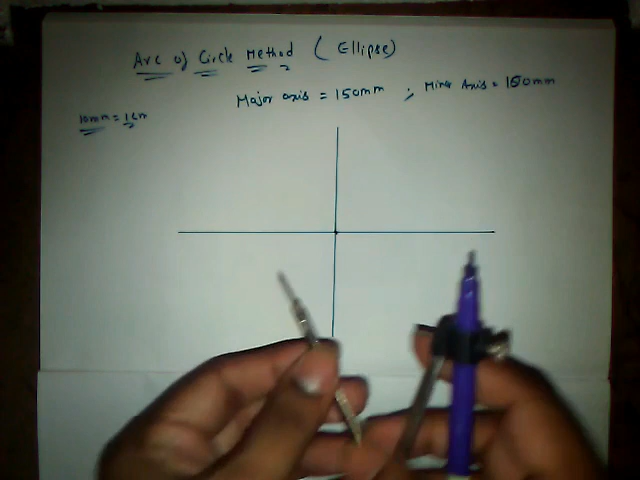 Arc of Circle Method (Ellipse)
Major axis = 150mm ; Minor Axis = 100mm
10mm = 1cm